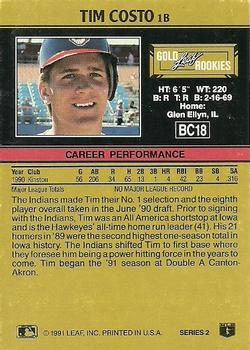 TIM COSTO 1B
GOLD Leaf ROOKIES
HT: 6' 5" WT: 220
B: R T: R B: 2-16-69
Home:
Glen Ellyn, IL
BC18
CAREER PERFORMANCE
Year Club G AB R H 2B 3B HR RBI SB BB SO BA
1990 Kinston 56 206 34 65 13 1 4 42 4 23 4 .316
Major League Totals NO MAJOR LEAGUE RECORD
The Indians made Tim their No. 1 selection and the eighth
player overall taken in the June '90 draft. Prior to signing
with the Indians, Tim was an All America shortstop at Iowa
and is the Hawkeyes' all-time home run leader (41). His 21
homers in '89 were the second highest one-season total in
Iowa history. The Indians shifted Tim to first base where
they foresee him being a power hitting force in the years to
come. Tim began the '91 season at Double A Canton-
Akron.
© 1991 LEAF, INC. PRINTED IN U.S.A.
SERIES 2